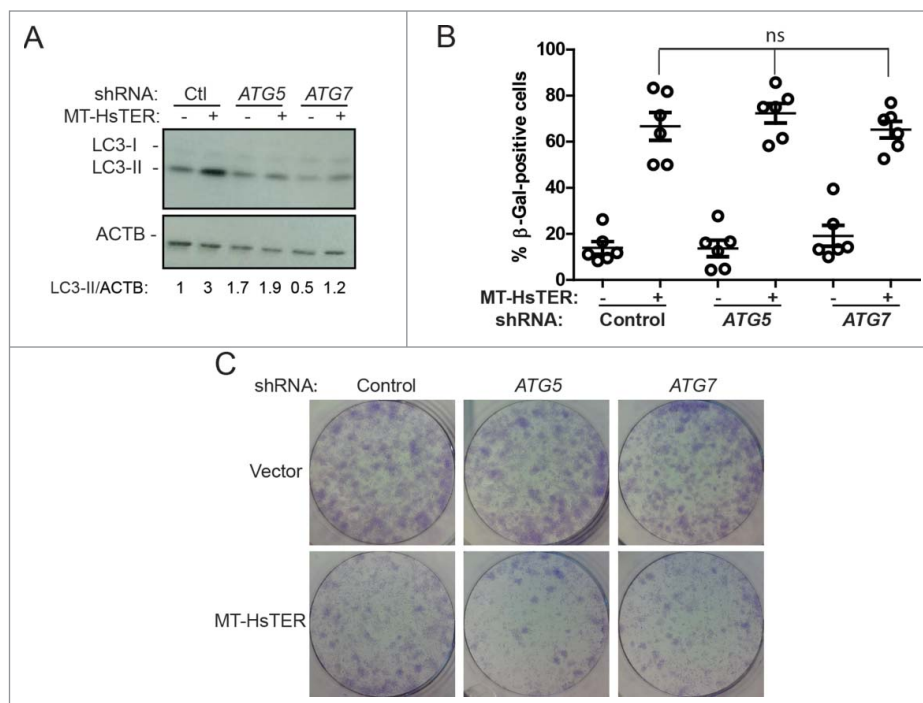 A
shRNA: Ctl ATG5 ATG7
MT-HsTER: - + - + - +
LC3-I -
LC3-II -
ACTB -
LC3-II/ACTB: 1 3 1.7 1.9 0.5 1.2
B
ns
% β-Gal-positive cells
100
80
60
40
20
0
MT-HsTER: - + - + - +
shRNA: Control ATG5 ATG7
C
shRNA: Control ATG5 ATG7
Vector
MT-HsTER